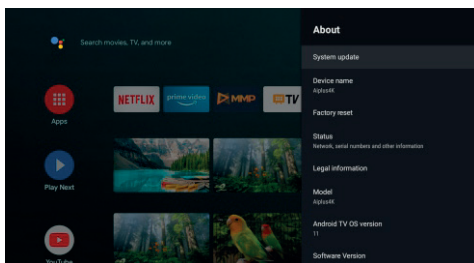 Search movies, TV, and more
Apps
NETFLIX
prime video
MMP
TV
Play Next
YouTube
About
System update
Device name
Aiplus4K
Factory reset
Status
Network, serial numbers and other information
Legal information
Model
Aiplus4K
Android TV OS version
11
Software Version